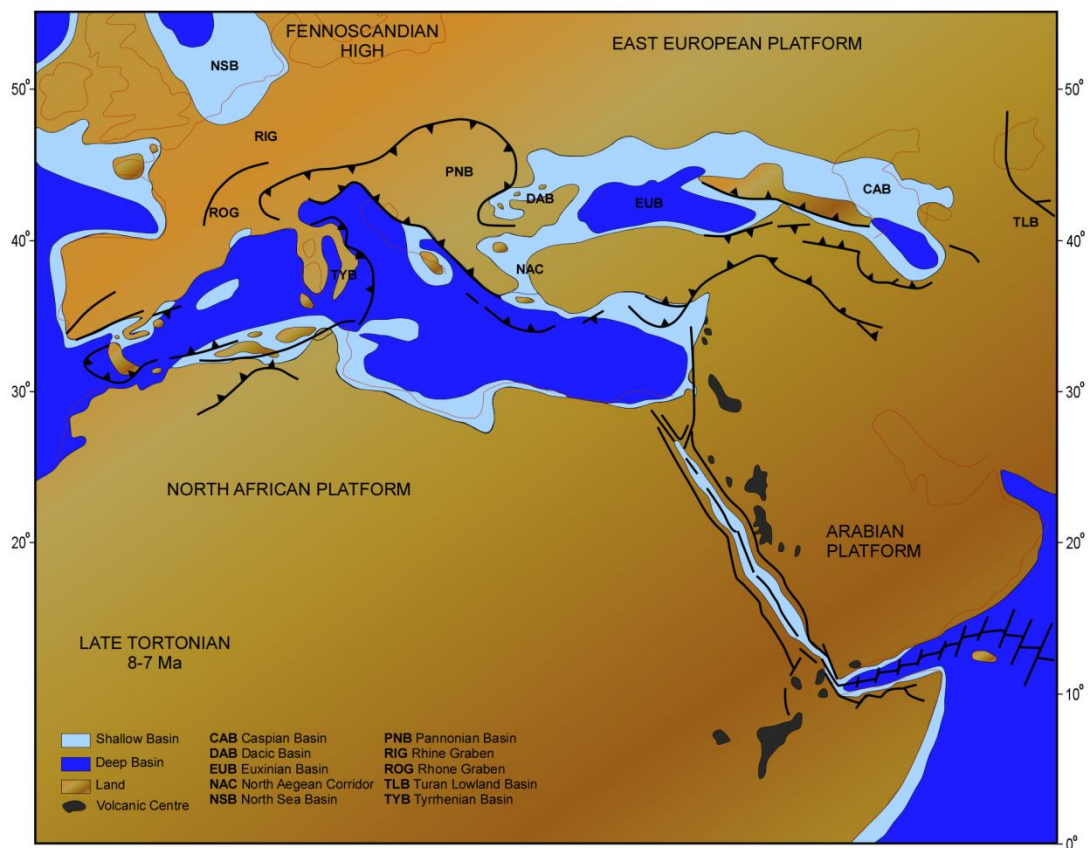 FENNOSCANDIAN
HIGH
EAST EUROPEAN PLATFORM
NSB
50°
50°
RIG
PNB
ROG
DAB
EUB
CAB
TLB
40°
40°
NAC
TYB
30°
30°
NORTH AFRICAN PLATFORM
20°
20°
ARABIAN
PLATFORM
LATE TORTONIAN
8-7 Ma
10°
Shallow Basin
Deep Basin
Land
Volcanic Centre
CAB Caspian Basin
DAB Dacic Basin
EUB Euxinian Basin
NAC North Aegean Corridor
NSB North Sea Basin
PNB Pannonian Basin
RIG Rhine Graben
ROG Rhone Graben
TLB Turan Lowland Basin
TYB Tyrrhenian Basin
0°